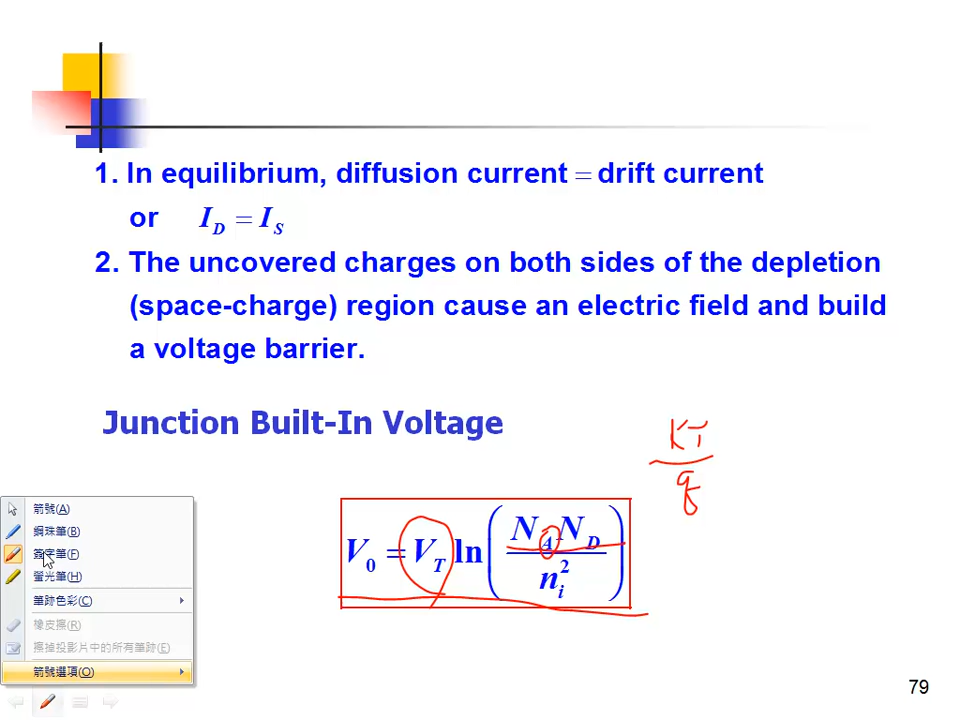 1. In equilibrium, diffusion current = drift current
or I_D = I_S
2. The uncovered charges on both sides of the depletion
(space-charge) region cause an electric field and build
a voltage barrier.
Junction Built-In Voltage
KT
q
V_0 = V_T ln(N_A N_D / n_i^2)
箭號(A)
鋼珠筆(B)
簽字筆(F)
螢光筆(H)
筆跡色彩(C)
橡皮擦(R)
擦掉投影片中的所有筆跡(E)
箭號選項(O)
79